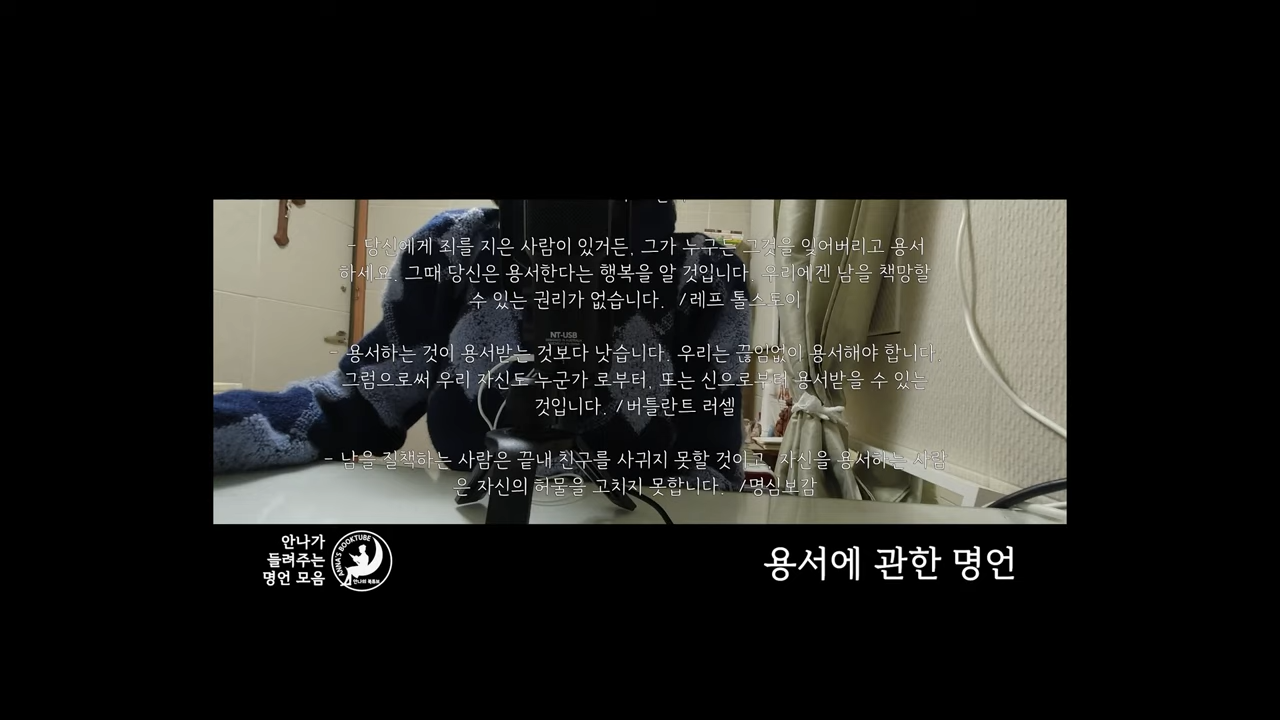 - 당신에게 죄를 지은 사람이 있거든, 그가 누구든 그것을 잊어버리고 용서
하세요. 그때 당신은 용서한다는 행복을 알 것입니다. 우리에겐 남을 책망할
수 있는 권리가 없습니다. /레프 톨스토이
NT-USB
- 용서하는 것이 용서받는 것보다 낫습니다. 우리는 끊임없이 용서해야 합니다.
그럼으로써 우리 자신도 누군가 로부터, 또는 신으로부터 용서받을 수 있는
것입니다. /버틀란트 러셀
- 남을 질책하는 사람은 끝내 친구를 사귀지 못할 것이고, 자신을 용서하는 사람
은 자신의 허물을 고치지 못합니다. /명심보감
안나가
들려주는
명언 모음
ANNA'S BOOKTUBE
안나의 북튜브
용서에 관한 명언